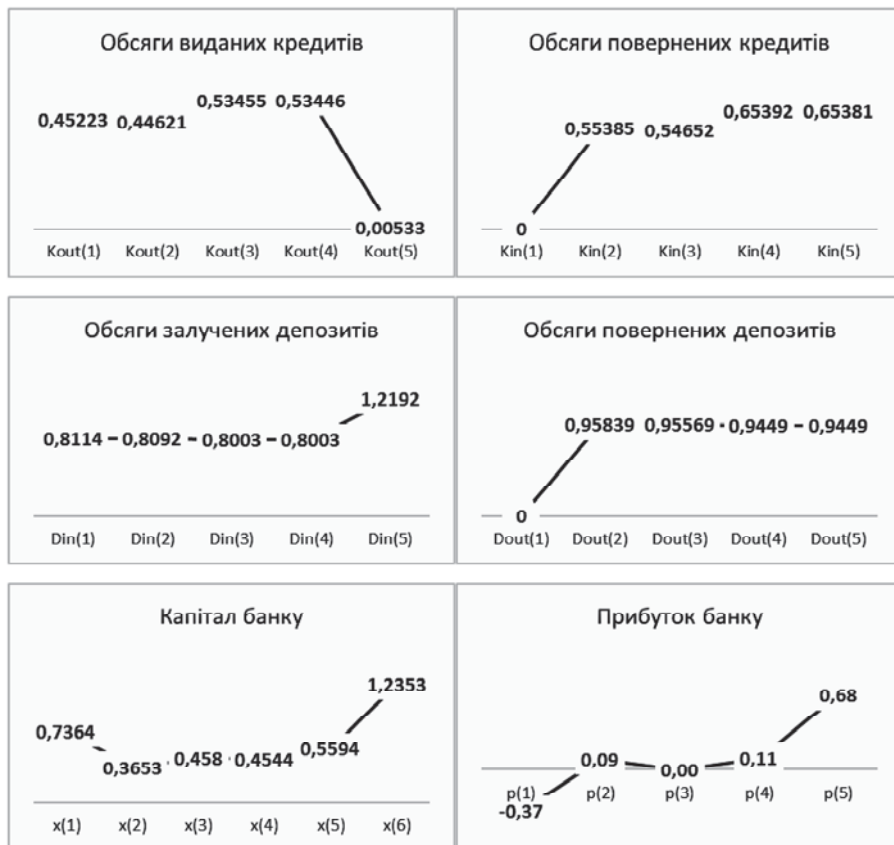 Обсяги виданих кредитів
0,45223 0,44621 0,53455 0,53446 0,00533
Kout(1) Kout(2) Kout(3) Kout(4) Kout(5)
Обсяги повернених кредитів
0 0,55385 0,54652 0,65392 0,65381
Kin(1) Kin(2) Kin(3) Kin(4) Kin(5)
Обсяги залучених депозитів
0,8114 0,8092 0,8003 0,8003 1,2192
Din(1) Din(2) Din(3) Din(4) Din(5)
Обсяги повернених депозитів
0 0,95839 0,95569 0,9449 0,9449
Dout(1) Dout(2) Dout(3) Dout(4) Dout(5)
Капітал банку
0,7364 0,3653 0,458 0,4544 0,5594 1,2353
x(1) x(2) x(3) x(4) x(5) x(6)
Прибуток банку
-0,37 0,09 0,00 0,11 0,68
p(1) p(2) p(3) p(4) p(5)